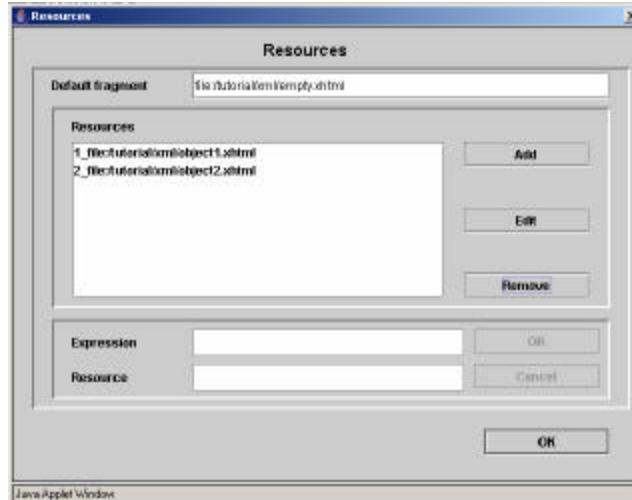 Resources
Resources
Default fragment file:/tutorial/xml/empty.xhtml
Resources
1_file:/tutorial/xml/object1.xhtml
2_file:/tutorial/xml/object2.xhtml
Add
Edit
Remove
Expression OK
Resource Cancel
OK
Java Applet Window